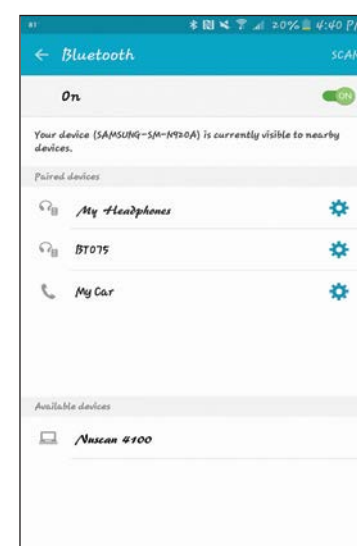 81°
20% 4:40 P
Bluetooth SCAN
On ON
Your device (SAMSUNG-SM-N920A) is currently visible to nearby
devices.
Paired devices
My Headphones
BT075
My Car
Available devices
Nuscan 4100